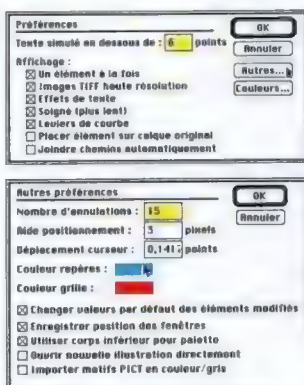 Préférences
OK
Texte simulé en dessous de : 6 points
Annuler
Affichage :
Autres...
Un élément à la fois
Couleurs...
Images TIFF haute résolution
Effets de texte
Soigné (plus lent)
Leviers de courbe
Placer élément sur calque original
Joindre chemins automatiquement
Autres préférences
OK
Nombre d'annulations : 15
Annuler
Aide positionnement : 3 pixels
Déplacement curseur : 0,1417 points
Couleur repères :
Couleur grille :
Changer valeurs par défaut des éléments modifiés
Enregistrer position des fenêtres
Utiliser corps inférieur pour palette
Ouvrir nouvelle illustration directement
Importer motifs PICT en couleur/gris